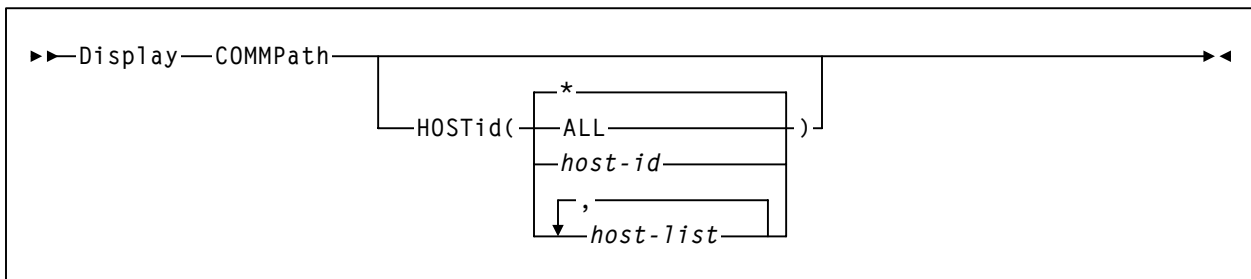 Display COMMPath
*
HOSTid( ALL )
host-id
,
host-list